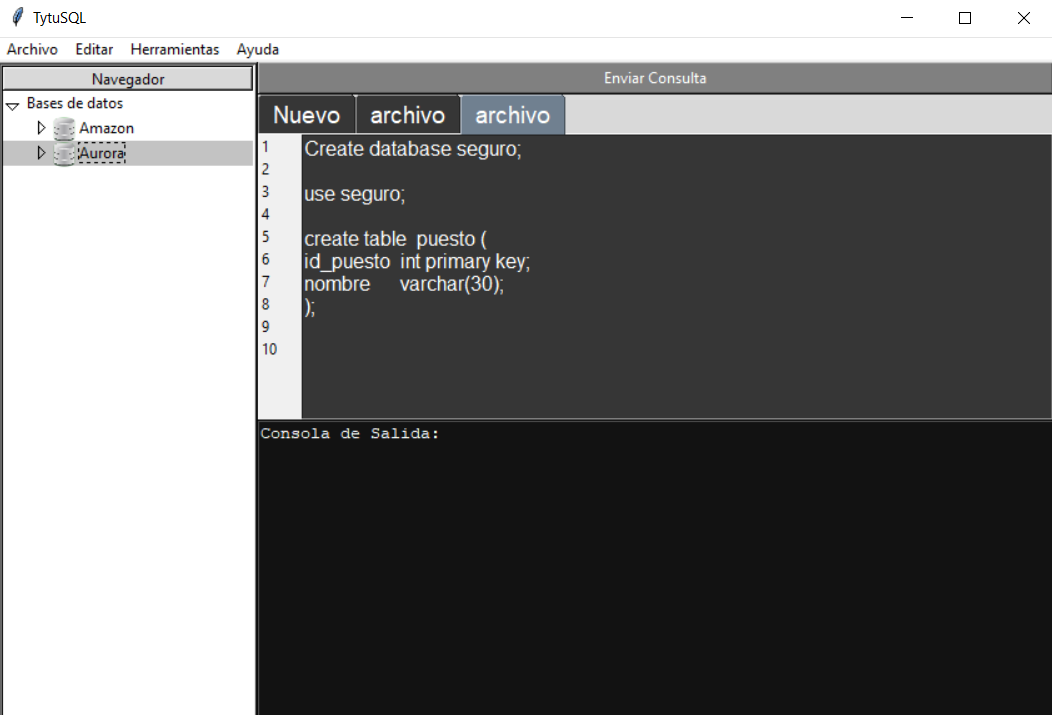 TytuSQL
Archivo Editar Herramientas Ayuda
Navegador
Bases de datos
Amazon
Aurora
Enviar Consulta
Nuevo archivo archivo
1 Create database seguro;
2
3 use seguro;
4
5 create table  puesto (
6 id_puesto  int primary key;
7 nombre      varchar(30);
8 );
9
10
Consola de Salida: